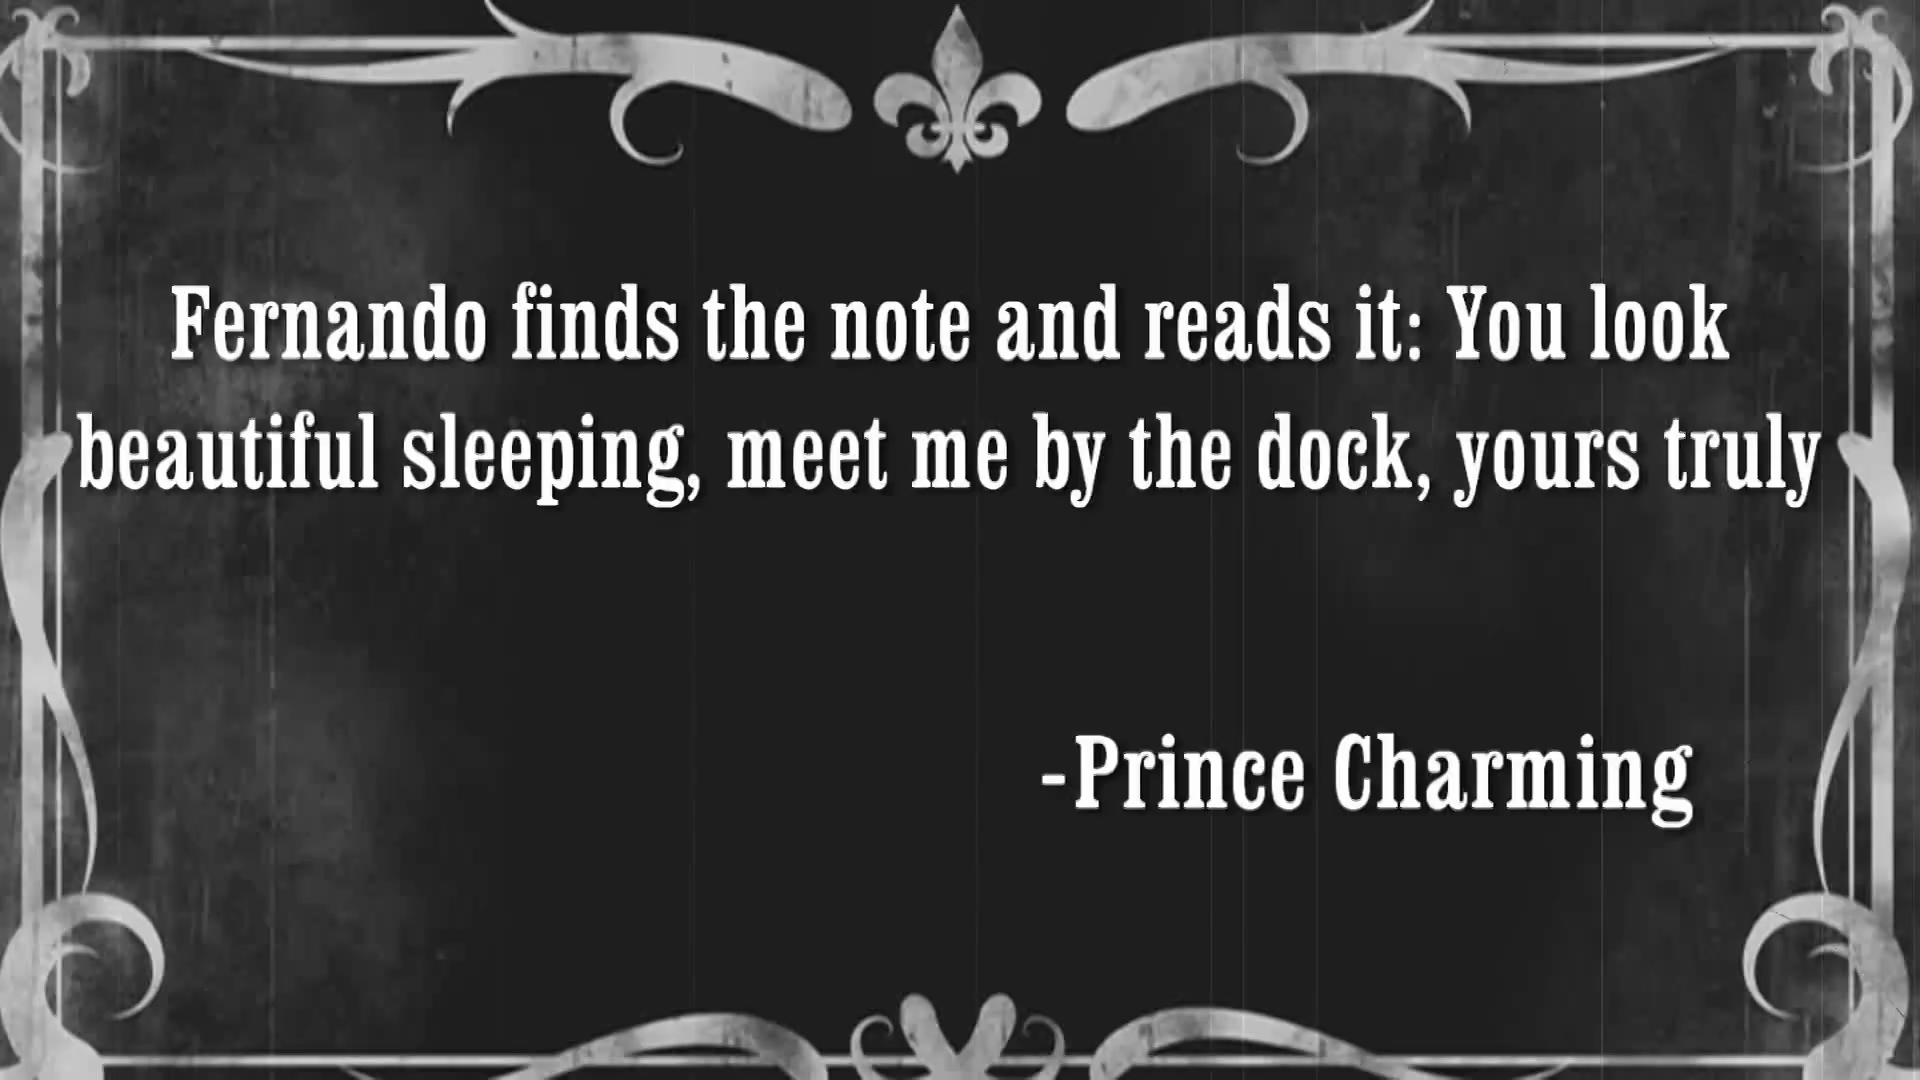 Fernando finds the note and reads it: You look
beautiful sleeping, meet me by the dock, yours truly
-Prince Charming